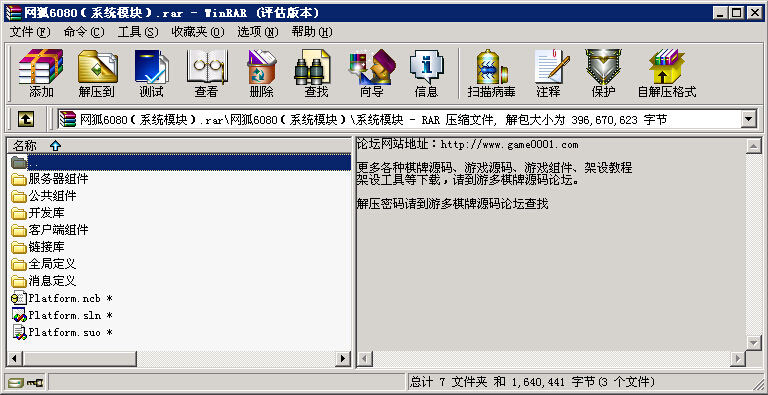 网狐6080(系统模块).rar - WinRAR (评估版本)
文件(F) 命令(C) 工具(S) 收藏夹(O) 选项(N) 帮助(H)
添加 解压到 测试 查看 删除 查找 向导 信息 扫描病毒 注释 保护 自解压格式
网狐6080(系统模块).rar\网狐6080(系统模块)\系统模块 - RAR 压缩文件, 解包大小为 396,670,623 字节
名称
..
服务器组件
公共组件
开发库
客户端组件
链接库
全局定义
消息定义
Platform.ncb *
Platform.sln *
Platform.suo *
论坛网站地址：http://www.game0001.com
更多各种棋牌源码、游戏源码、游戏组件、架设教程
架设工具等下载，请到游多棋牌源码论坛。
解压密码请到游多棋牌源码论坛查找
总计 7 文件夹 和 1,640,441 字节(3 个文件)